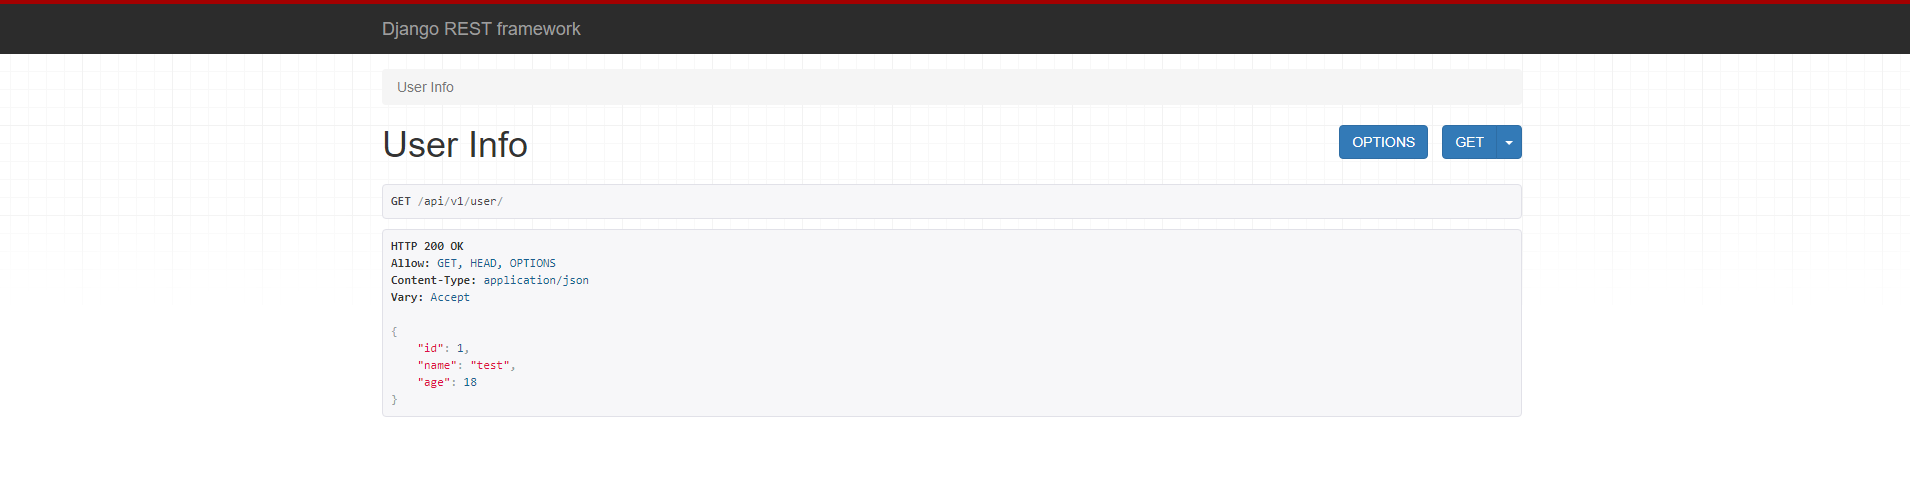 Django REST framework
User Info
User Info
OPTIONS
GET
GET /api/v1/user/
HTTP 200 OK
Allow: GET, HEAD, OPTIONS
Content-Type: application/json
Vary: Accept
{
"id": 1,
"name": "test",
"age": 18
}